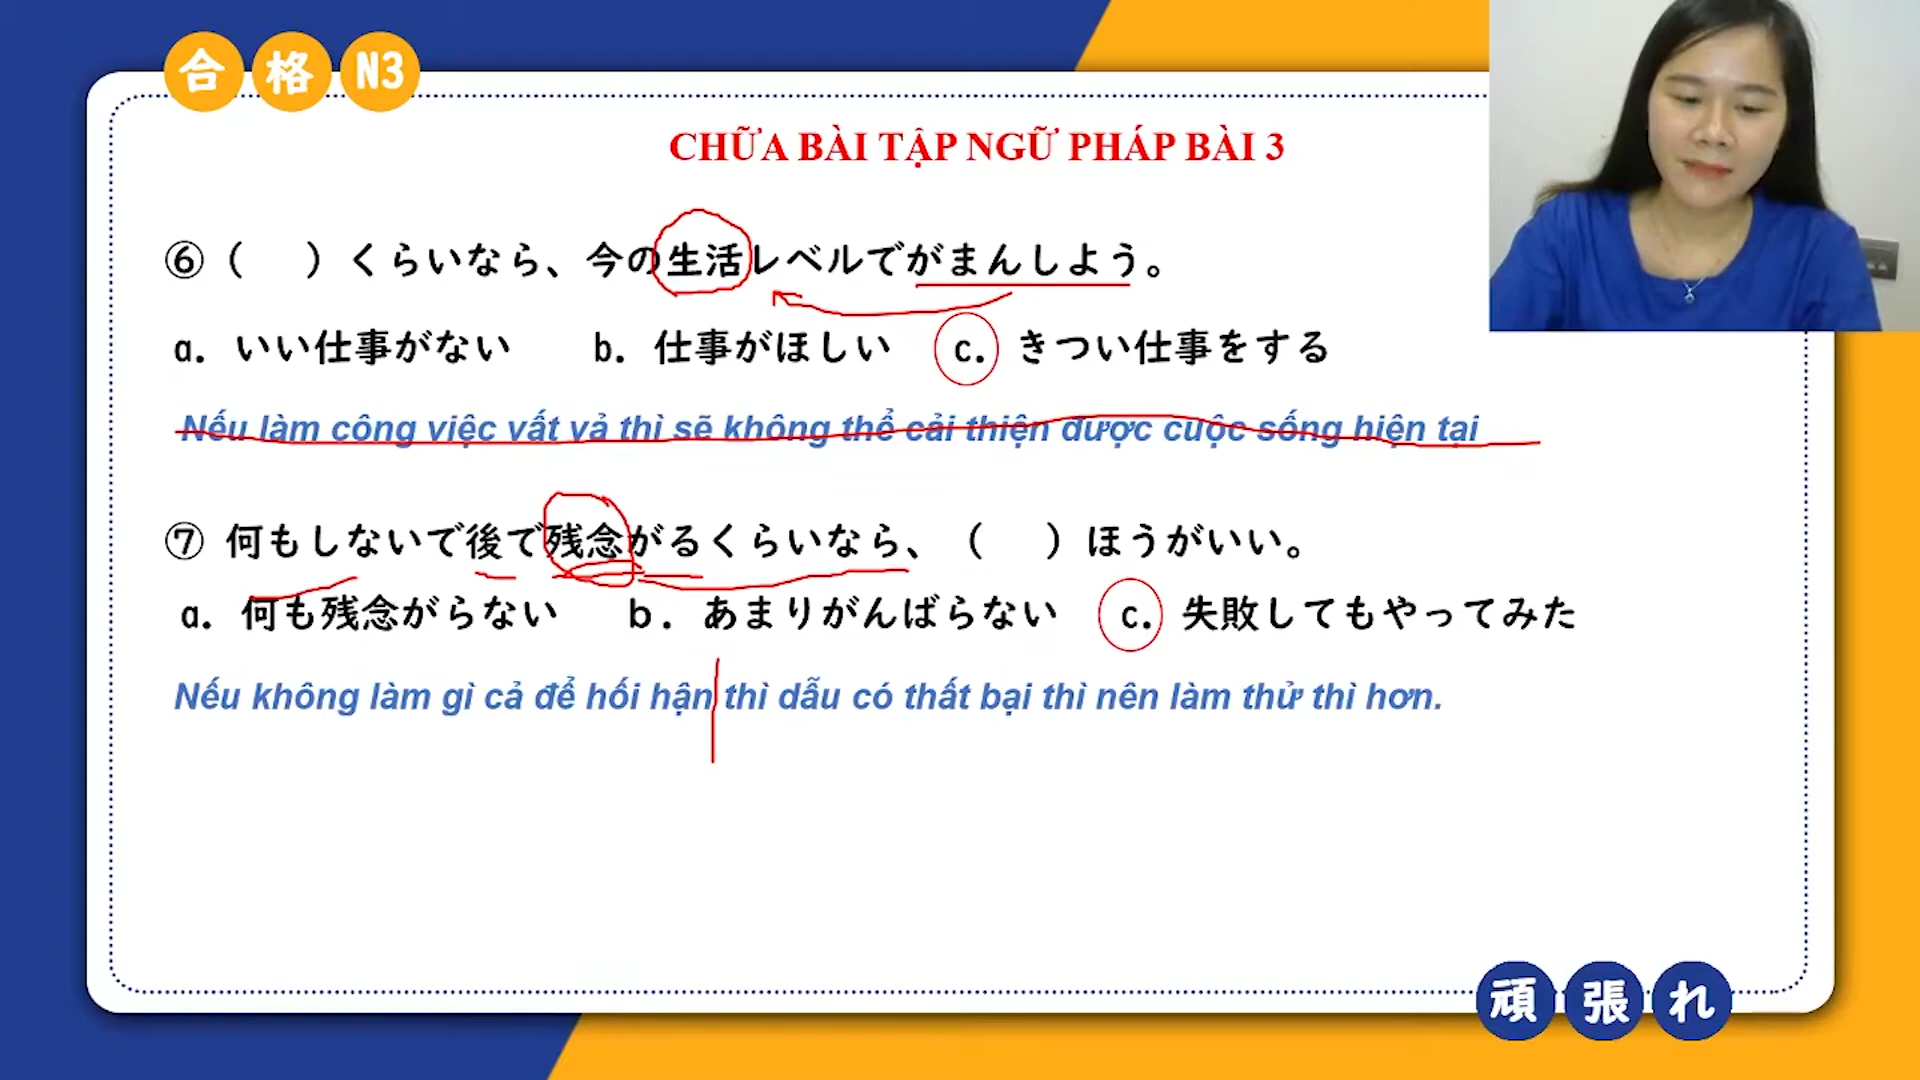 合格N3
CHỮA BÀI TẬP NGỮ PHÁP BÀI 3
⑥（　）くらいなら、今の生活レベルでがまんしよう。
a. いい仕事がない　b. 仕事がほしい　c. きつい仕事をする
Nếu làm công việc vất vả thì sẽ không thể cải thiện được cuộc sống hiện tại
⑦ 何もしないで後で残念がるくらいなら、（　）ほうがいい。
a. 何も残念がらない　b. あまりがんばらない　c. 失敗してもやってみた
Nếu không làm gì cả để hối hận thì dẫu có thất bại thì nên làm thử thì hơn.
頑張れ